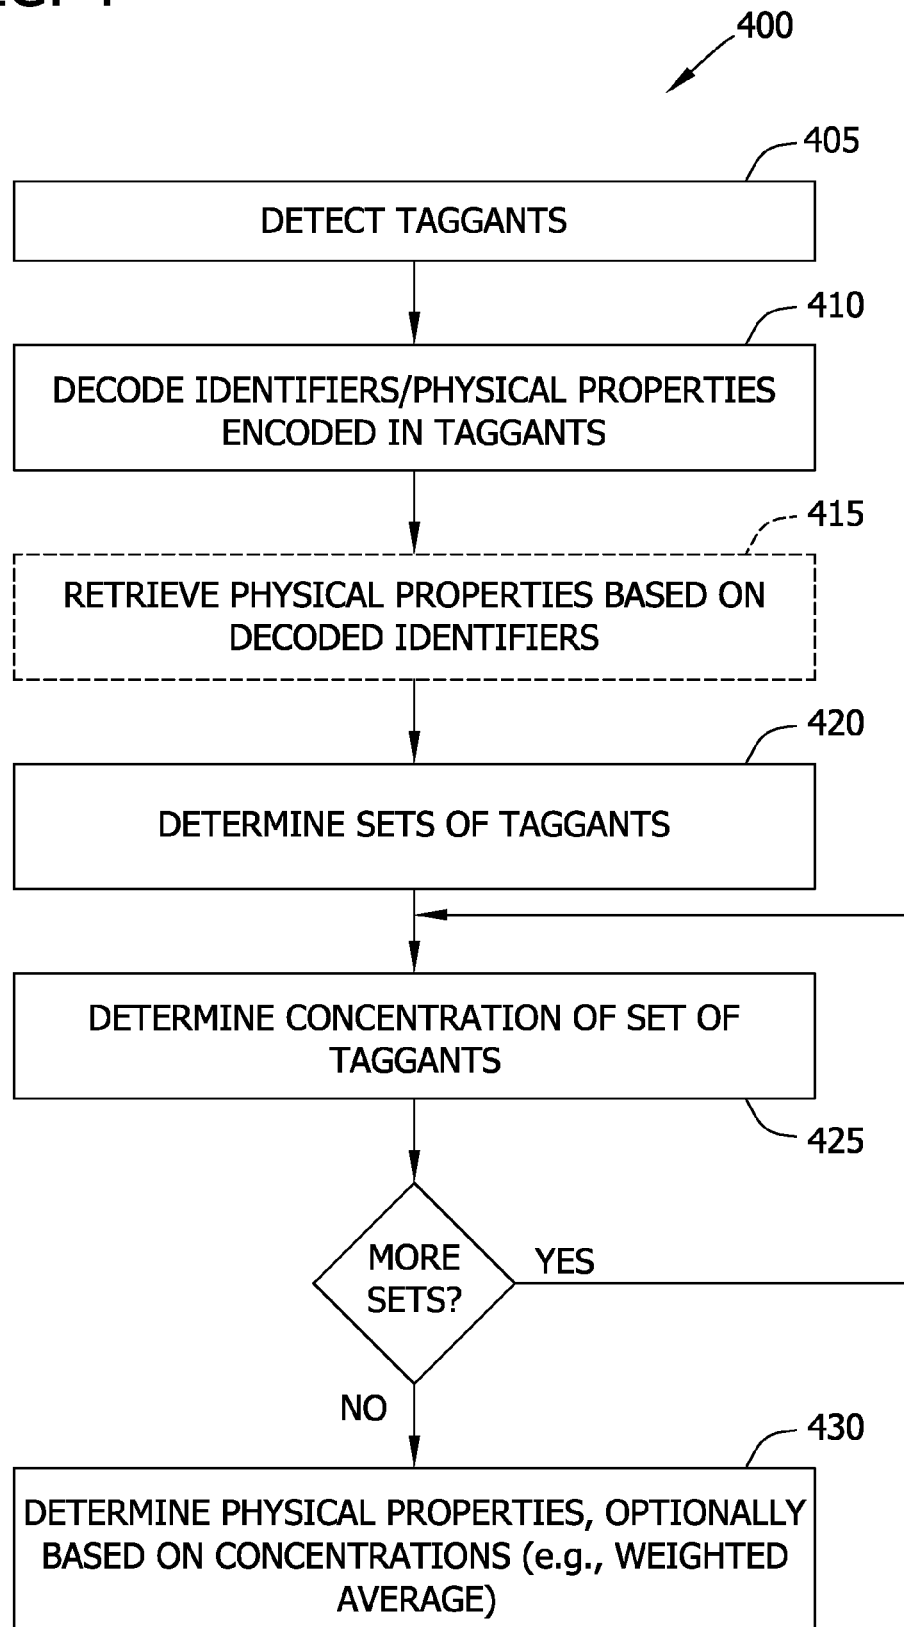 400
405
DETECT TAGGANTS
410
DECODE IDENTIFIERS/PHYSICAL PROPERTIES
ENCODED IN TAGGANTS
415
RETRIEVE PHYSICAL PROPERTIES BASED ON
DECODED IDENTIFIERS
420
DETERMINE SETS OF TAGGANTS
DETERMINE CONCENTRATION OF SET OF
TAGGANTS
425
MORE
SETS?
YES
NO
430
DETERMINE PHYSICAL PROPERTIES, OPTIONALLY
BASED ON CONCENTRATIONS (e.g., WEIGHTED
AVERAGE)